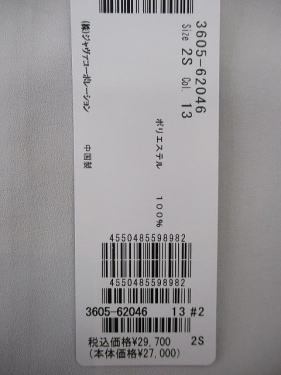 3605-62046
Size 2S Col. 13
ポリエステル 100%
(株)ジャヴァコーポレーション
中国製
4550485598982
4550485598982
3605-62046 13 #2
税込価格¥29,700 2S
(本体価格¥27,000)